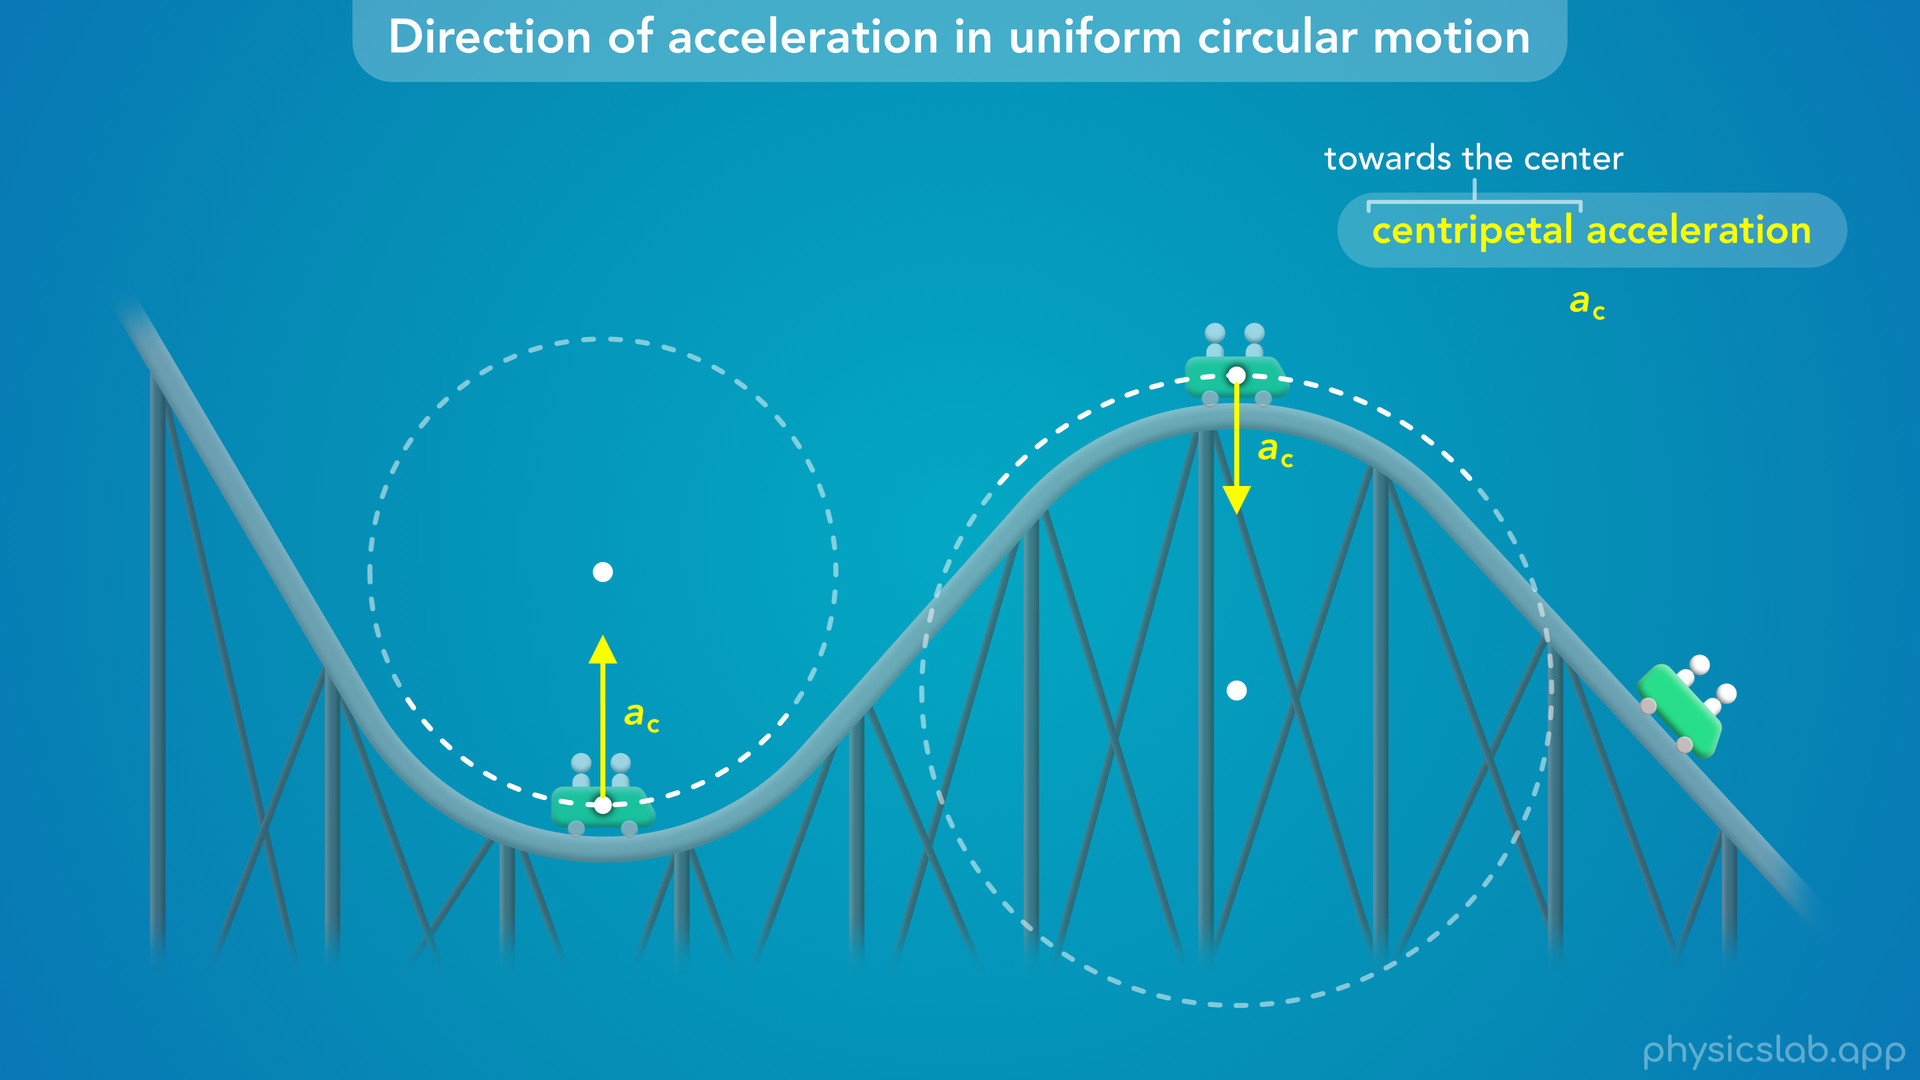 Direction of acceleration in uniform circular motion
towards the center
centripetal acceleration
ac
ac
ac
physicslab.app